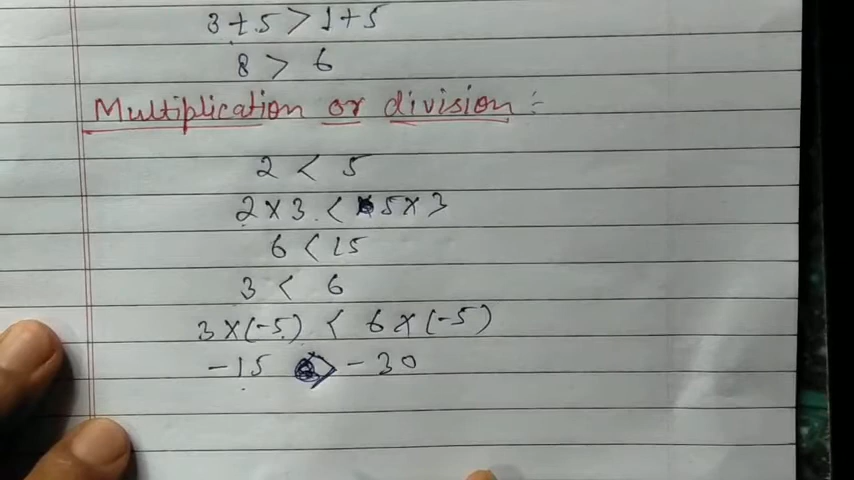 3 + 5 > 1 + 5
8 > 6
Multiplication or division :-
2 < 5
2 × 3 < 5 × 3
6 < 15
3 < 6
3 × (-5) < 6 × (-5)
-15 > -30